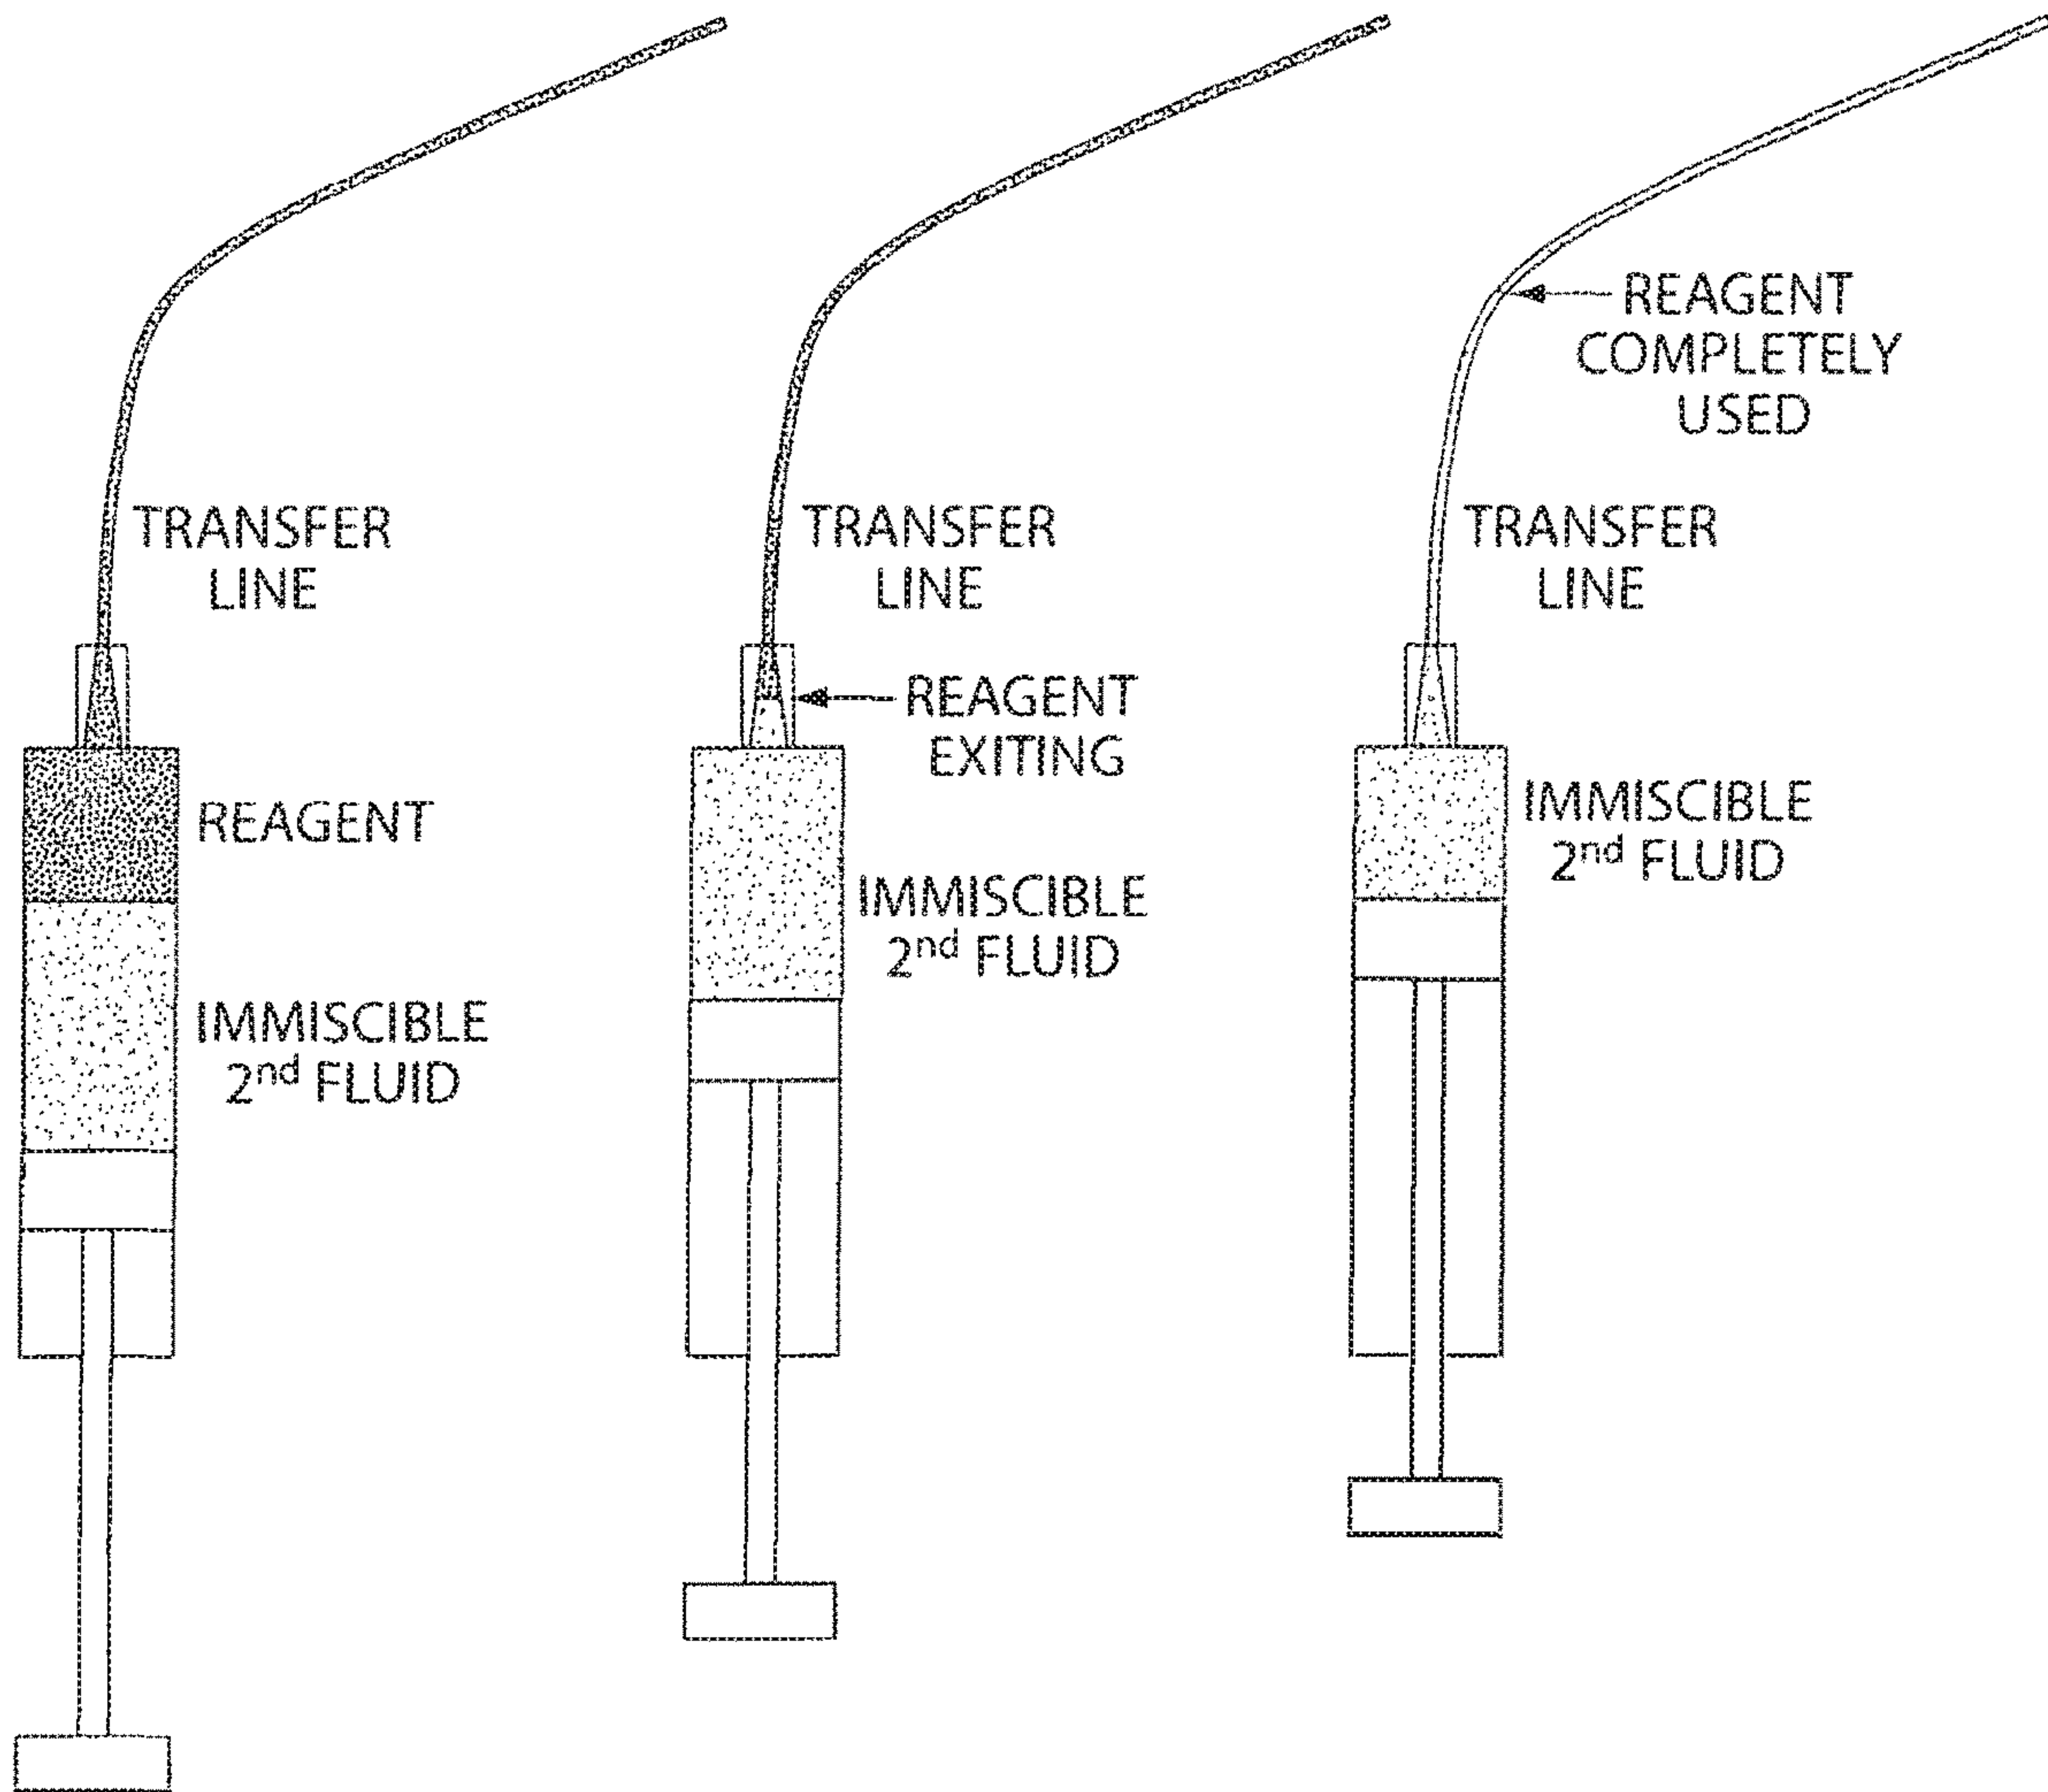 TRANSFER
LINE
REAGENT
IMMISCIBLE
2nd FLUID
TRANSFER
LINE
REAGENT
EXITING
IMMISCIBLE
2nd FLUID
REAGENT
COMPLETELY
USED
TRANSFER
LINE
IMMISCIBLE
2nd FLUID